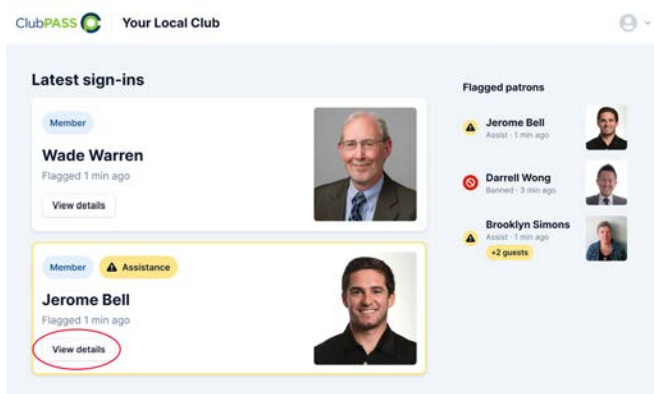 ClubPASS Your Local Club
Latest sign-ins
Member
Wade Warren
Flagged 1 min ago
View details
Member Assistance
Jerome Bell
Flagged 1 min ago
View details
Flagged patrons
Jerome Bell
Assist - 1 min ago
Darrell Wong
Banned - 3 min ago
Brooklyn Simons
Assist - 1 min ago
+2 guests